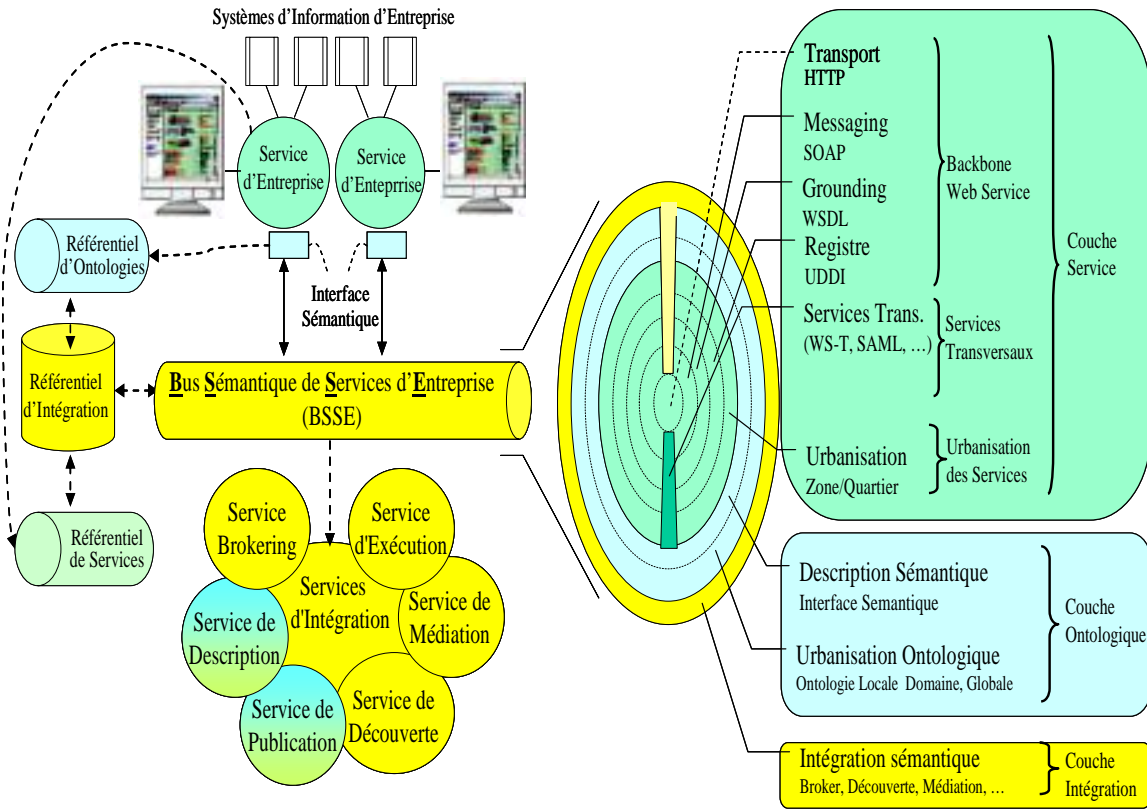 Systèmes d'Information d'Entreprise
Service
d'Entreprise
Service
d'Enteprrise
Référentiel
d'Ontologies
Interface
Sémantique
Référentiel
d'Intégration
Bus Sémantique de Services d'Entreprise
(BSSE)
Référentiel
de Services
Service
Brokering
Service
d'Exécution
Services
d'Intégration
Service de
Médiation
Service de
Description
Service de
Publication
Service de
Découverte
Transport
HTTP
Messaging
SOAP
Grounding
WSDL
Registre
UDDI
Backbone
Web Service
Services Trans.
(WS-T, SAML, …)
Services
Transversaux
Urbanisation
Zone/Quartier
Urbanisation
des Services
Couche
Service
Description Sémantique
Interface Semantique
Urbanisation Ontologique
Ontologie Locale Domaine, Globale
Couche
Ontologique
Intégration sémantique
Broker, Découverte, Médiation, …
Couche
Intégration